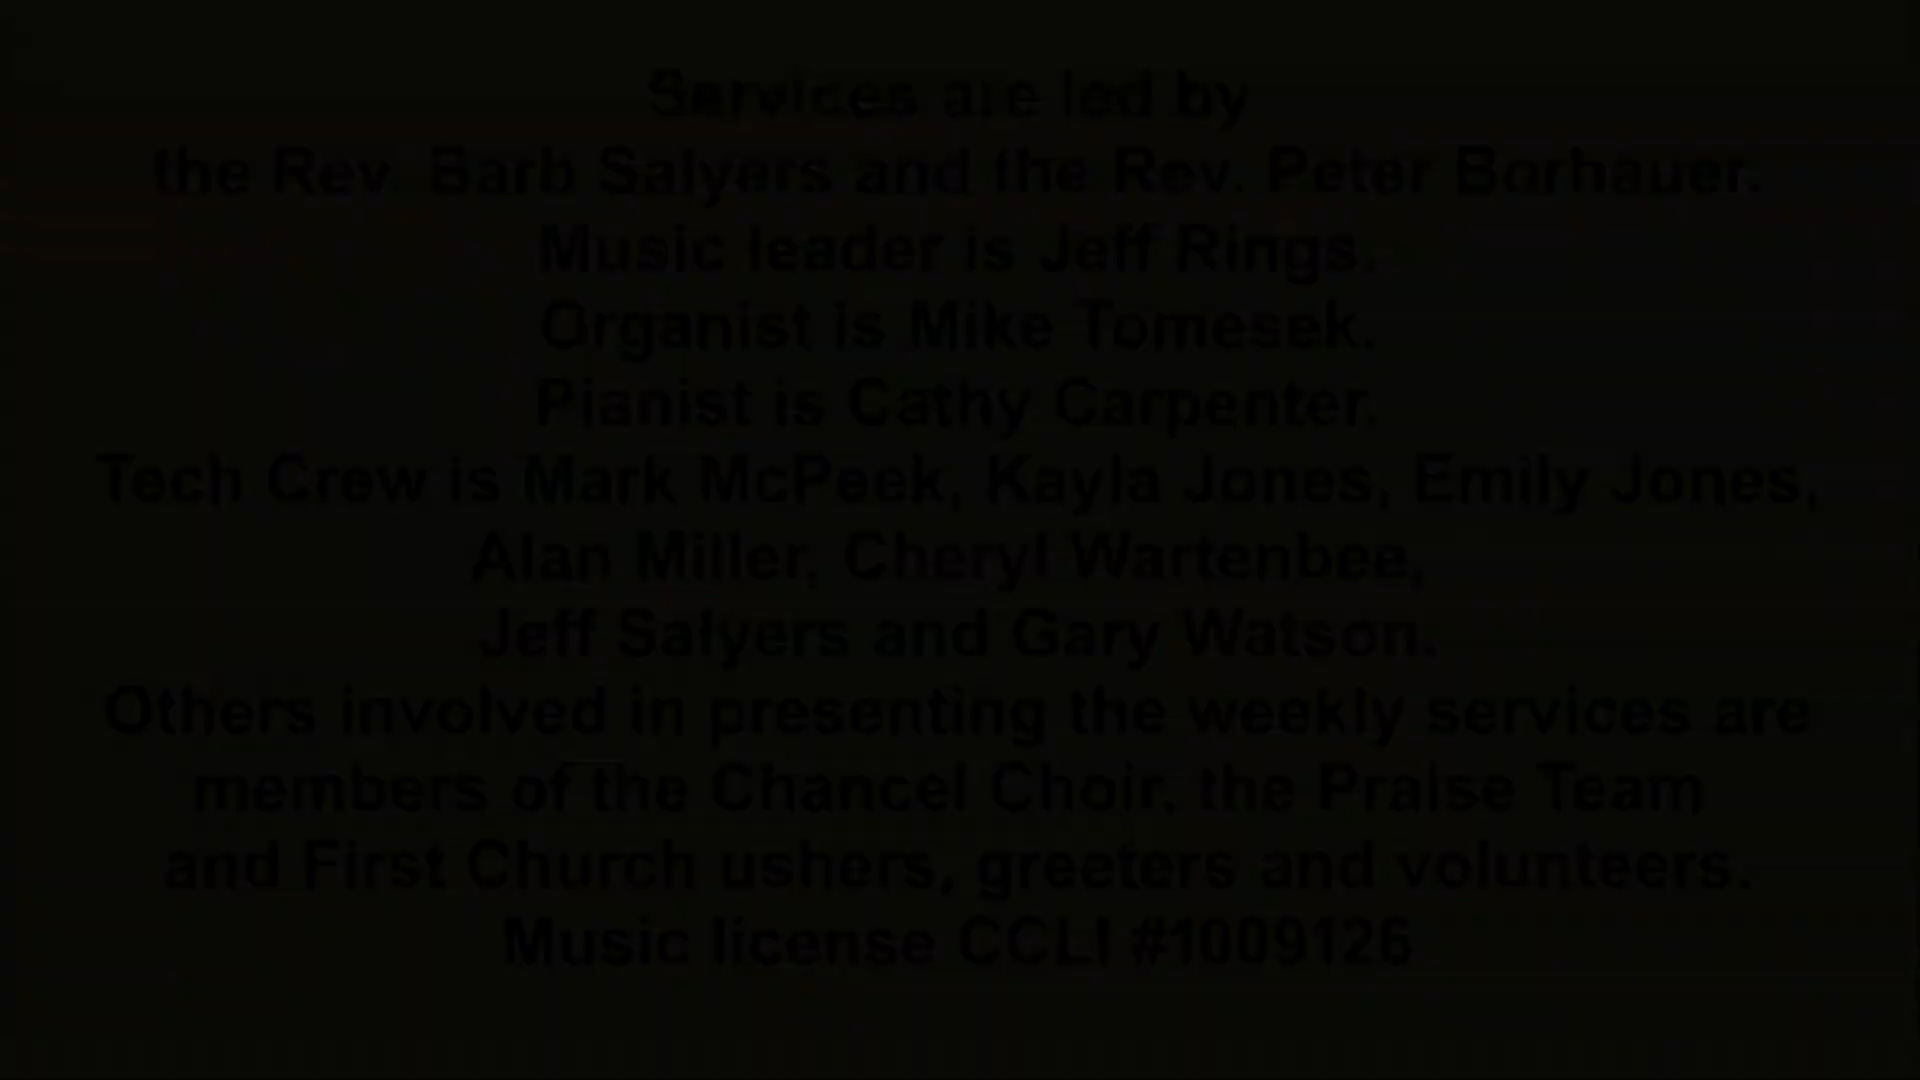 Services are led by
the Rev. Barb Salyers and the Rev. Peter Borhauer.
Music leader is Jeff Rings.
Organist is Mike Tomesek.
Pianist is Cathy Carpenter.
Tech Crew is Mark McPeek, Kayla Jones, Emily Jones,
Alan Miller, Cheryl Wartenbee,
Jeff Salyers and Gary Watson.
Others involved in presenting the weekly services are
members of the Chancel Choir, the Praise Team
and First Church ushers, greeters and volunteers.
Music license CCLI #1009126